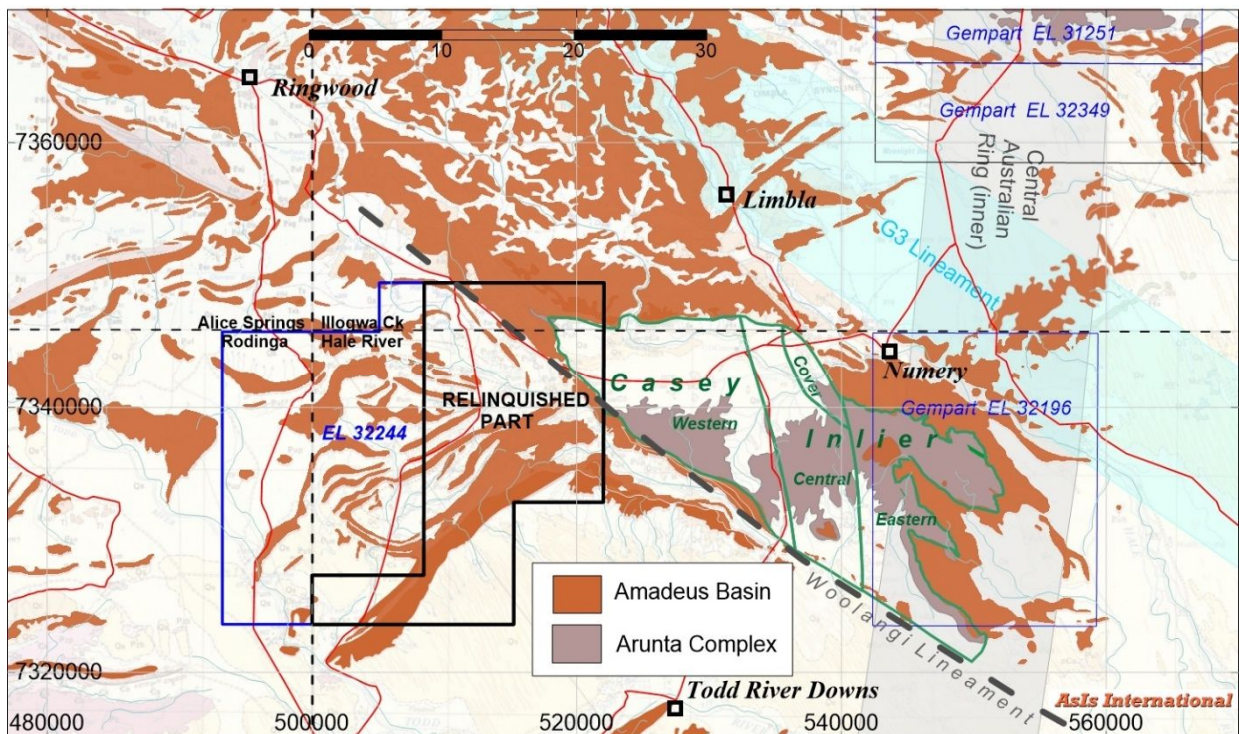 Gempart EL 31251
0 10 20 30
Ringwood
Gempart EL 32349
7360000
Central
Australian
Ring (inner)
Limbla
G3 Lineament
Alice Springs
Rodinga
Illogwa Ck
Hale River
Numery
Casey
Cover
7340000
RELINQUISHED
PART
Gempart EL 32196
EL 32244
Western
Inlier
Central
Eastern
Amadeus Basin
Arunta Complex
Woolangi Lineament
7320000
Todd River Downs
AsIs International
480000
500000
520000
540000
560000